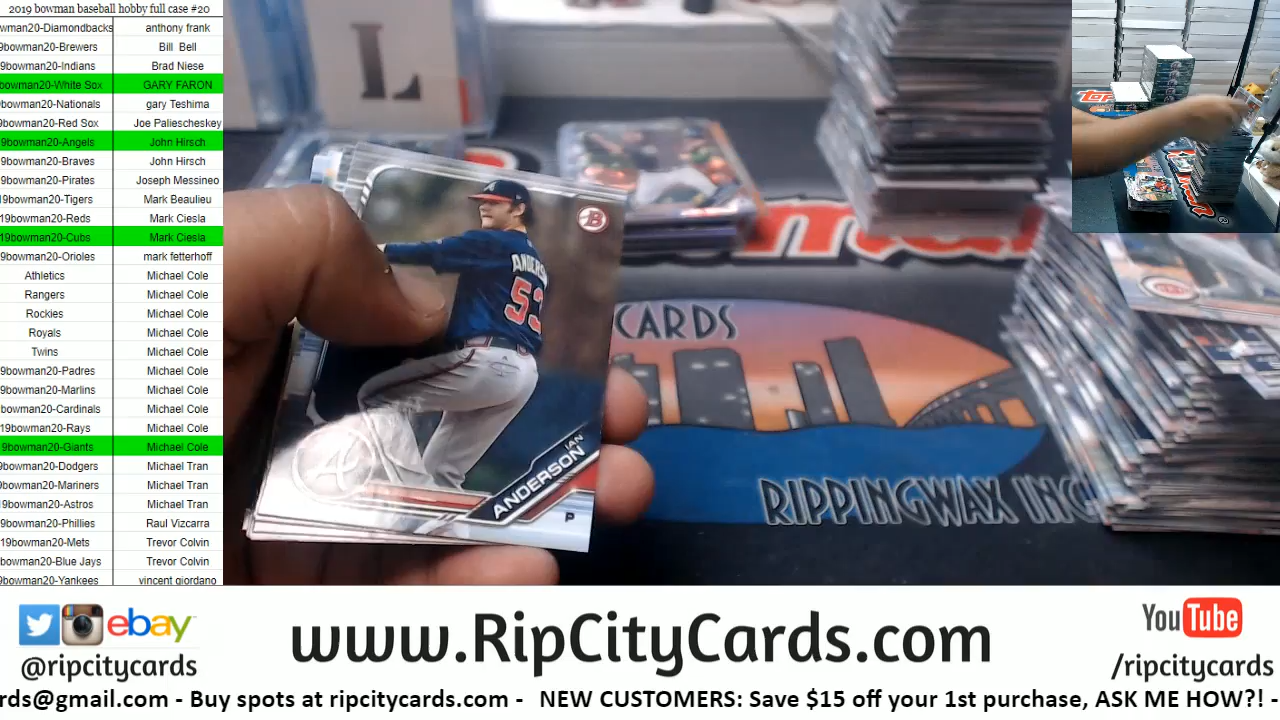 2019 bowman baseball hobby full case #20
wman20-Diamondbacks anthony frank
9bowman20-Brewers Bill Bell
9bowman20-Indians Brad Niese
bowman20-White Sox GARY FARON
9bowman20-Nationals gary Teshima
9bowman20-Red Sox Joe Paliescheskey
9bowman20-Angels John Hirsch
9bowman20-Braves John Hirsch
9bowman20-Pirates Joseph Messineo
9bowman20-Tigers Mark Beaulieu
19bowman20-Reds Mark Ciesla
19bowman20-Cubs Mark Ciesla
9bowman20-Orioles mark fetterhoff
Athletics Michael Cole
Rangers Michael Cole
Rockies Michael Cole
Royals Michael Cole
Twins Michael Cole
9bowman20-Padres Michael Cole
9bowman20-Marlins Michael Cole
bowman20-Cardinals Michael Cole
19bowman20-Rays Michael Cole
9bowman20-Giants Michael Cole
9bowman20-Dodgers Michael Tran
9bowman20-Mariners Michael Tran
19bowman20-Astros Michael Tran
9bowman20-Phillies Raul Vizcarra
19bowman20-Mets Trevor Colvin
bowman20-Blue Jays Trevor Colvin
9bowman20-Yankees vincent giordano
L
B
ANDERS
53
A
IAN
ANDERSON
P
CARDS
RIPPINGWAX INC
ebay
@ripcitycards
www.RipCityCards.com
YouTube
/ripcitycards
rds@gmail.com - Buy spots at ripcitycards.com - NEW CUSTOMERS: Save $15 off your 1st purchase, ASK ME HOW?! -